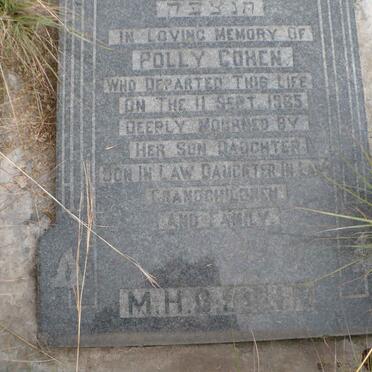 ת נ צ ב ה
IN LOVING MEMORY OF
POLLY COHEN
WHO DEPARTED THIS LIFE
ON THE 11 SEPT. 1965
DEEPLY MOURNED BY
HER SON DAUGHTER
SON IN LAW DAUGHTER IN LAW
GRANDCHILDREN
AND FAMILY
M.H.S.R.I.P.